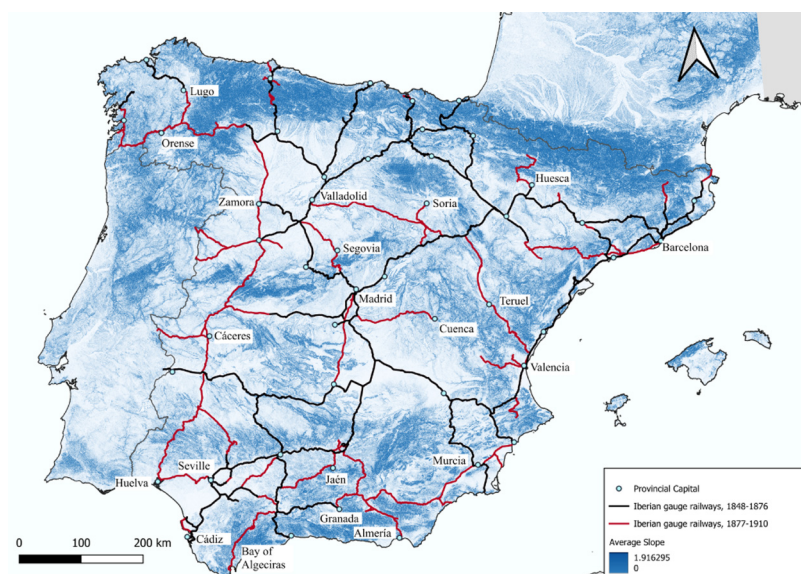 Lugo
Orense
Huesca
Zamora
Valladolid
Soria
Segovia
Barcelona
Madrid
Teruel
Cáceres
Cuenca
Valencia
Seville
Murcia
Huelva
Jaén
Granada
Cádiz
Almería
Bay of
Algeciras
0 100 200 km
Provincial Capital
Iberian gauge railways, 1848-1876
Iberian gauge railways, 1877-1910
Average Slope
1.916295
0